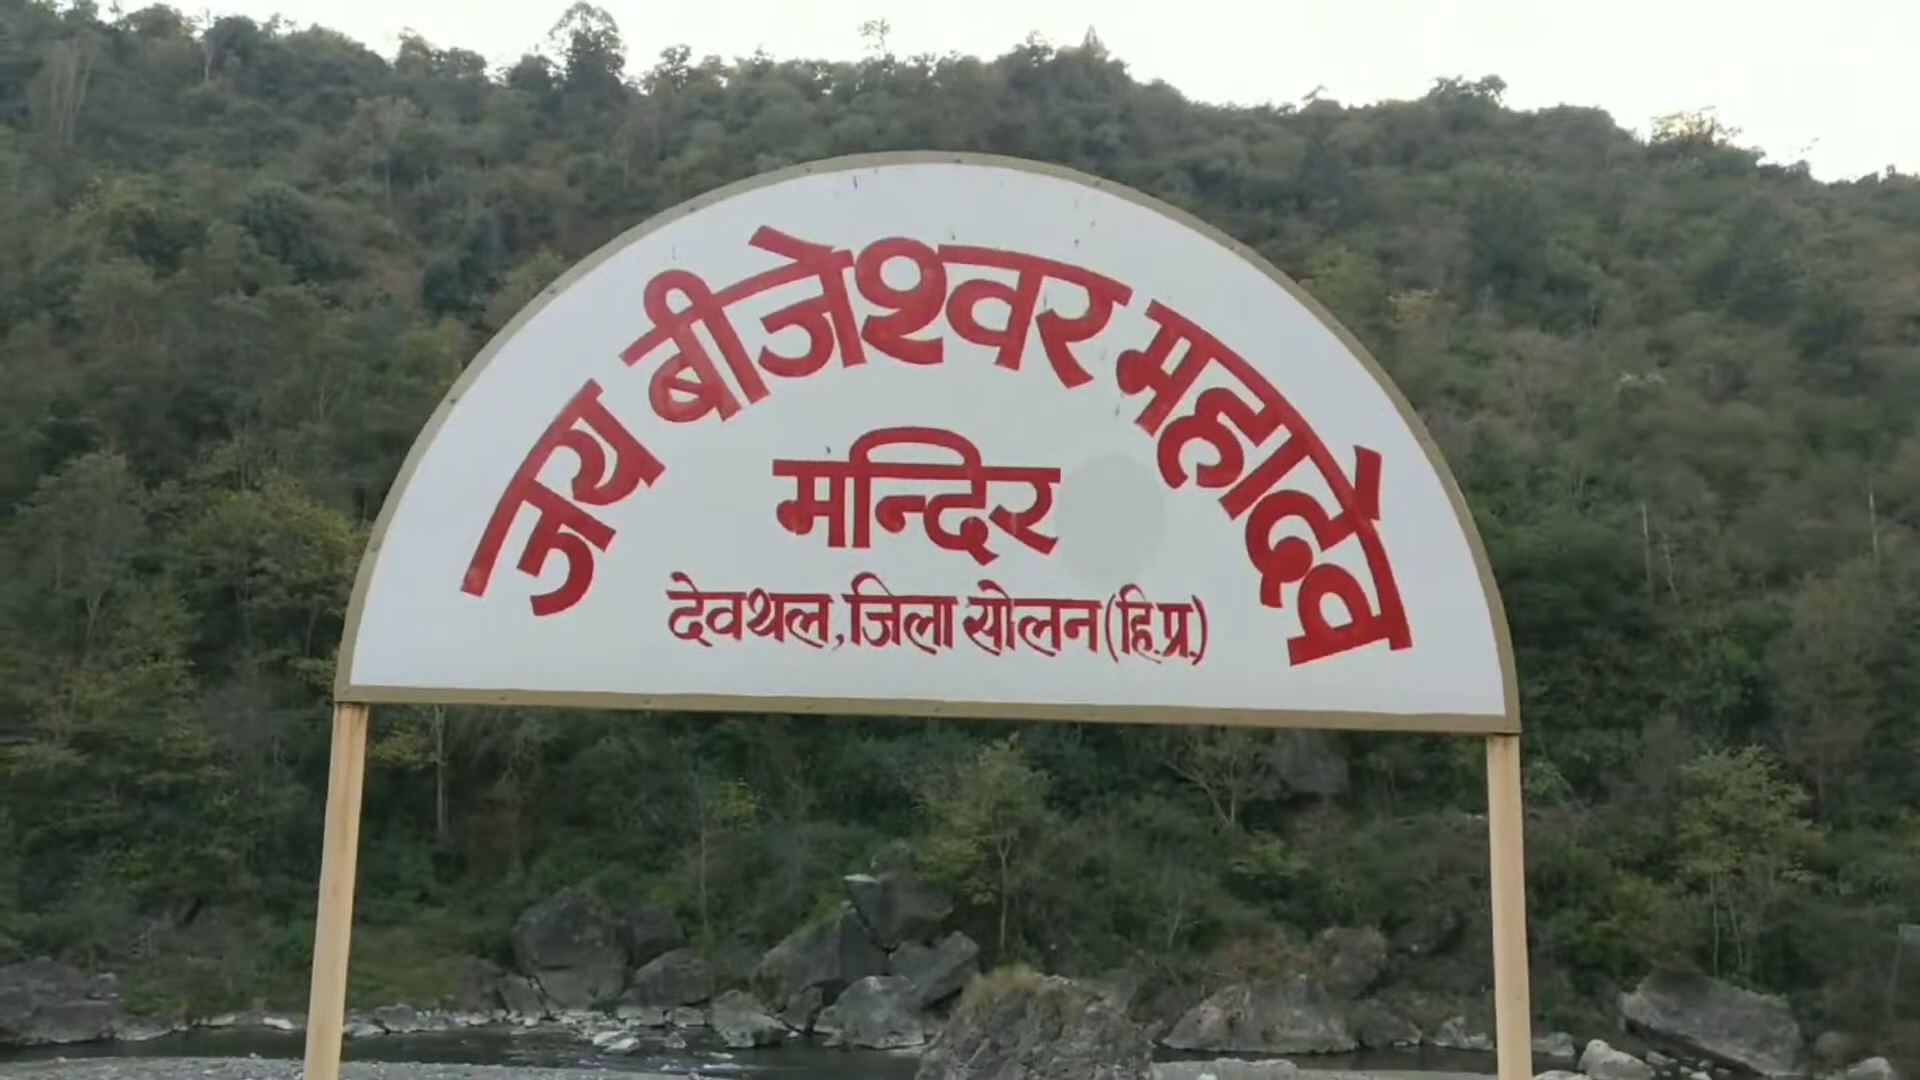 जय बीजेश्वर महादेव
मन्दिर
देवथल, जिला सोलन (हि.प्र.)